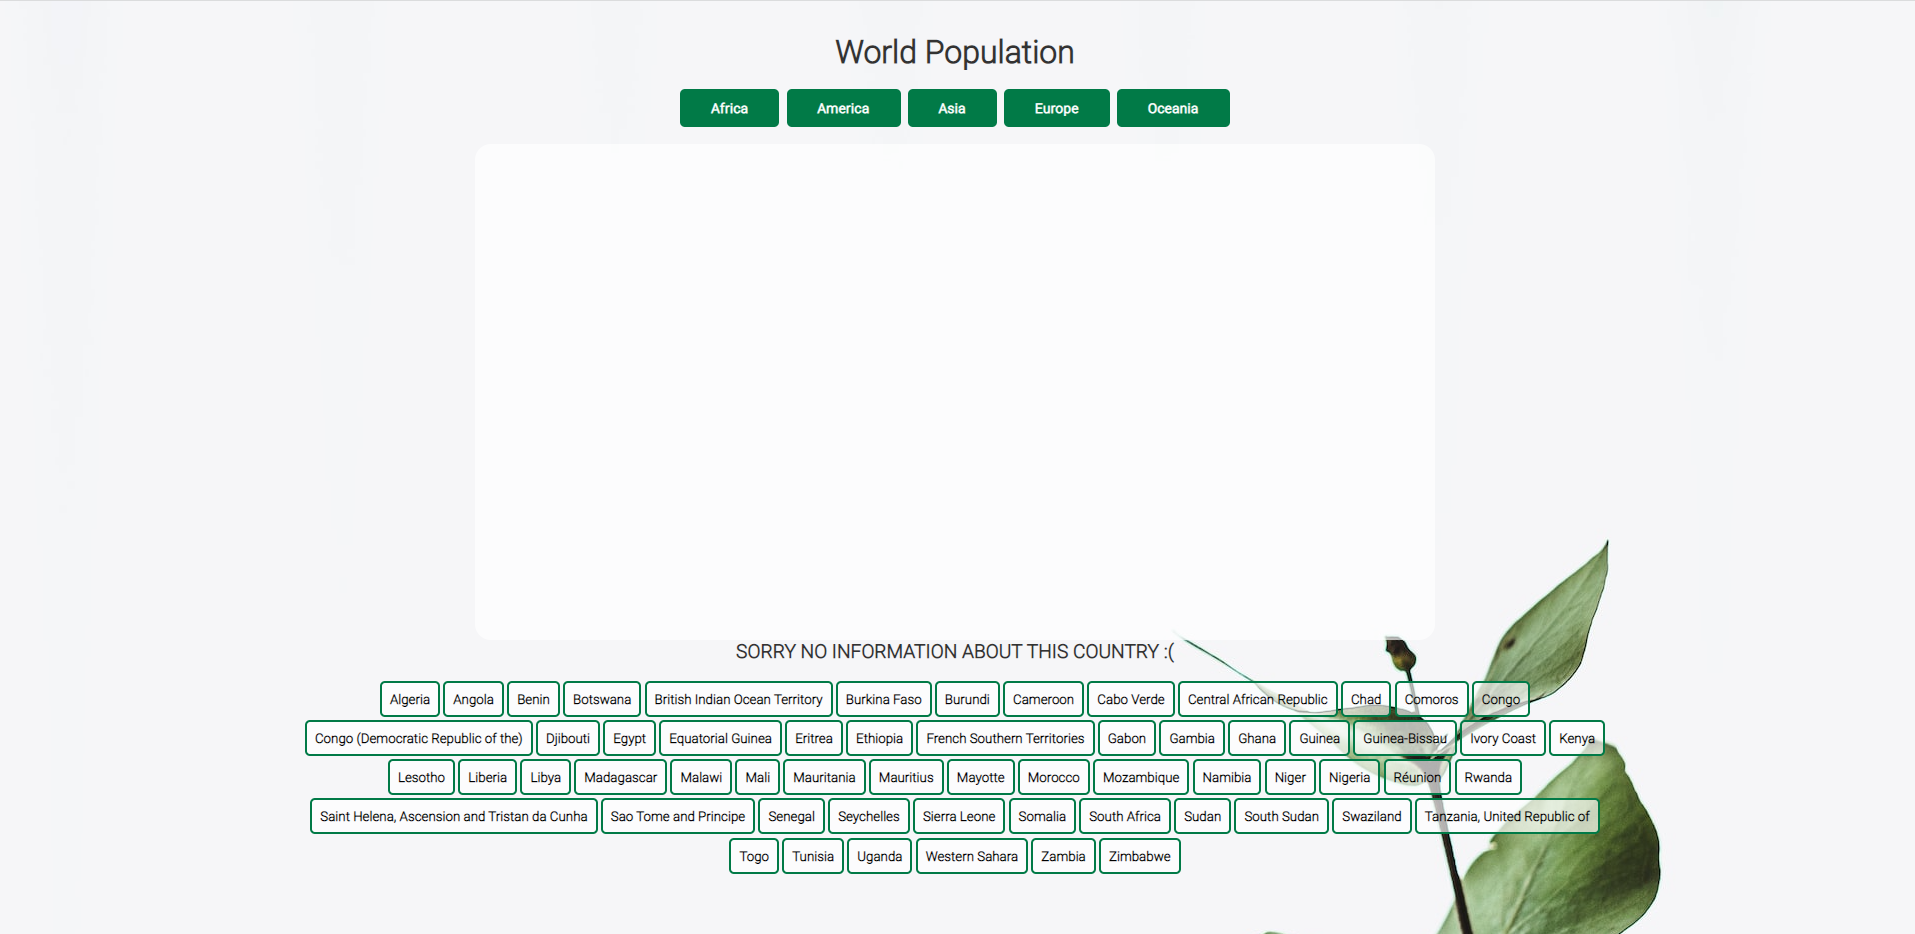 World Population
Africa America Asia Europe Oceania
SORRY NO INFORMATION ABOUT THIS COUNTRY :(
Algeria Angola Benin Botswana British Indian Ocean Territory Burkina Faso Burundi Cameroon Cabo Verde Central African Republic Chad Comoros Congo
Congo (Democratic Republic of the) Djibouti Egypt Equatorial Guinea Eritrea Ethiopia French Southern Territories Gabon Gambia Ghana Guinea Guinea-Bissau Ivory Coast Kenya
Lesotho Liberia Libya Madagascar Malawi Mali Mauritania Mauritius Mayotte Morocco Mozambique Namibia Niger Nigeria Réunion Rwanda
Saint Helena, Ascension and Tristan da Cunha Sao Tome and Principe Senegal Seychelles Sierra Leone Somalia South Africa Sudan South Sudan Swaziland Tanzania, United Republic of
Togo Tunisia Uganda Western Sahara Zambia Zimbabwe